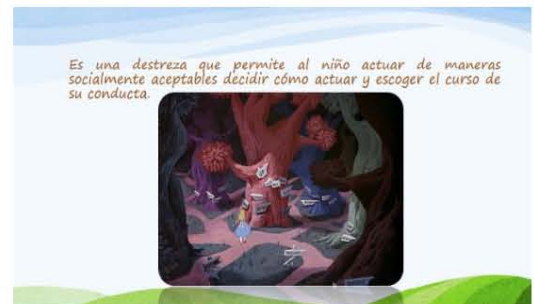 Es una destreza que permite al niño actuar de maneras
socialmente aceptables decidir cómo actuar y escoger el curso de
su conducta.